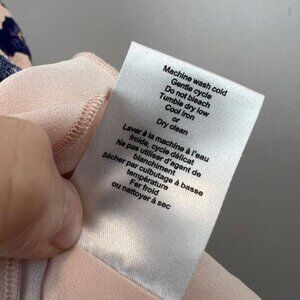 Machine wash cold
Gentle cycle
Do not bleach
Tumble dry low
Cool Iron
or
Dry clean
Laver à la machine à l'eau
froide, cycle délicat
Ne pas utiliser d'agent de
blanchiment
Sécher par culbutage à basse
température
Fer froid
ou nettoyer à sec